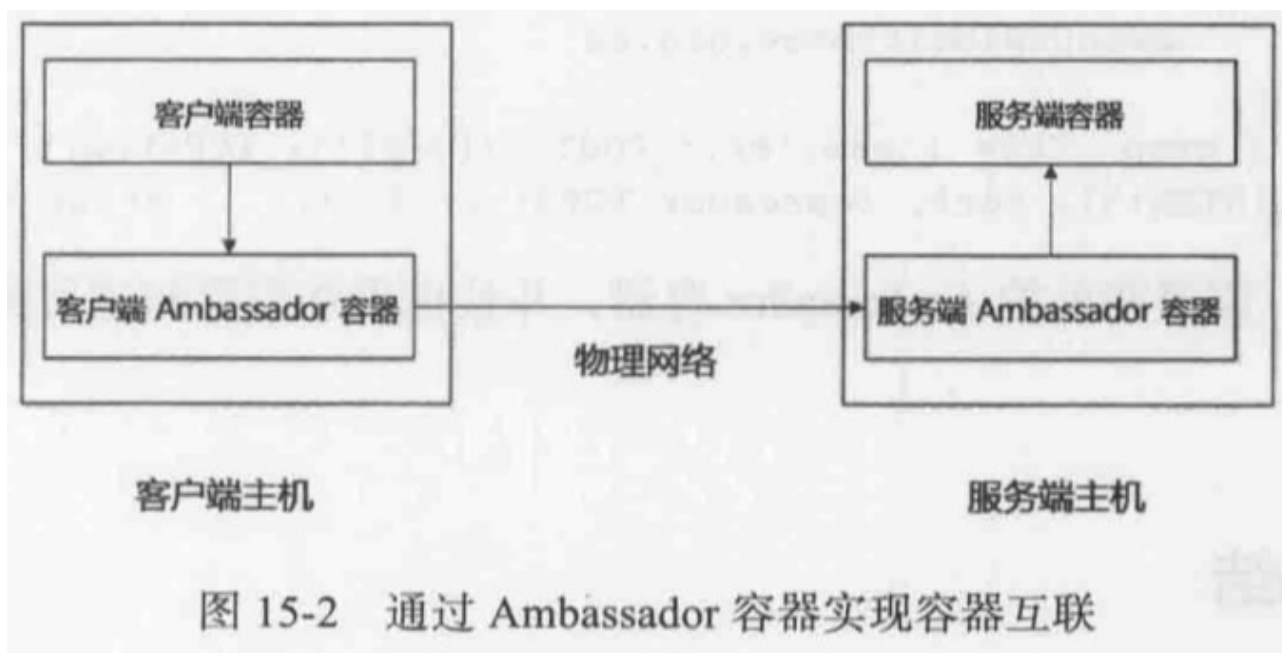 客户端容器
服务端容器
客户端 Ambassador 容器
服务端 Ambassador 容器
物理网络
客户端主机
服务端主机
图 15-2 通过 Ambassador 容器实现容器互联